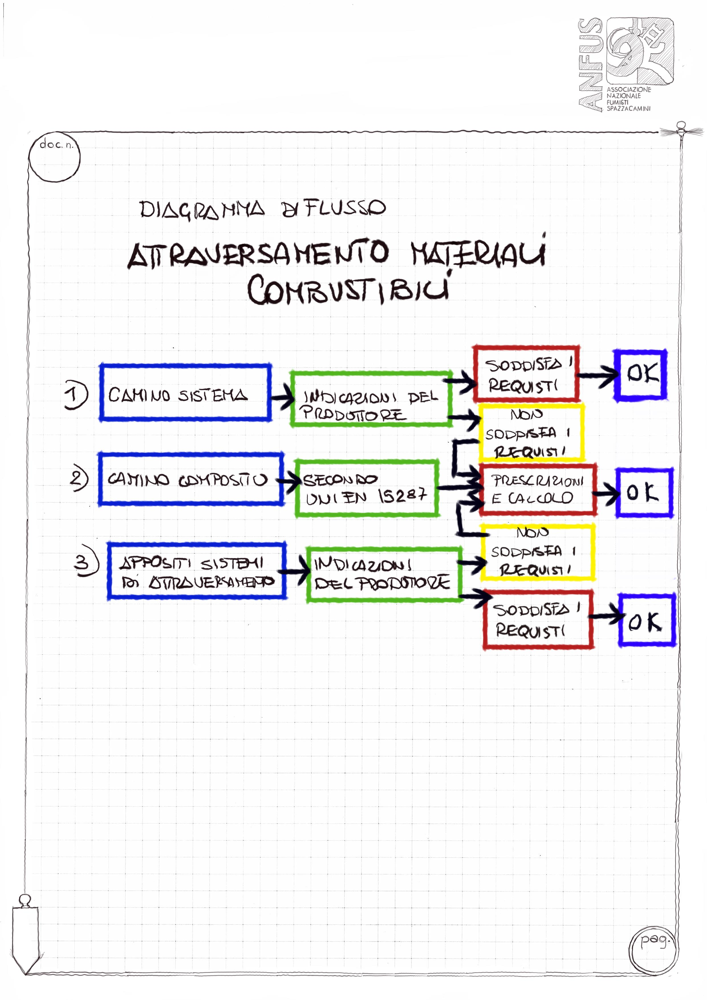 ANFUS
ASSOCIAZIONE
NAZIONALE
FUMISTI
SPAZZACAMINI
doc. n.
DIAGRAMMA DI FLUSSO
ATTRAVERSAMENTO MATERIALI
COMBUSTIBILI
1)
CAMINO SISTEMA
INDICAZIONI DEL
PRODUTTORE
SODDISFA I
REQUISTI
OK
NON
SODDISFA I
REQUISTI
2)
CAMINO COMPOSITO
SECONDO
UNI EN 15287
PRESCRIZIONI
E CALCOLO
OK
3)
APPOSITI SISTEMI
DI ATTRAVERSAMENTO
INDICAZIONI
DEL PRODUTTORE
NON
SODDISFA I
REQUISTI
SODDISFA I
REQUISTI
OK
pag.